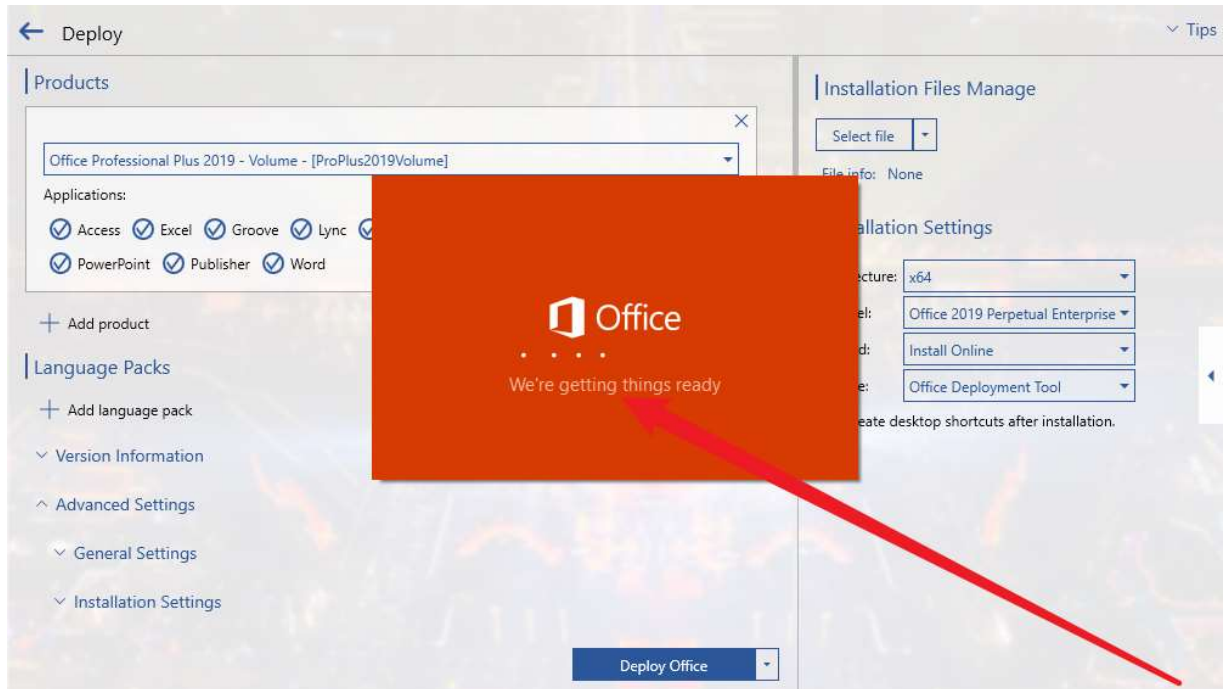 Deploy
Tips
Products
Office Professional Plus 2019 - Volume - [ProPlus2019Volume]
Applications:
Access Excel Groove Lync
PowerPoint Publisher Word
Add product
Language Packs
Add language pack
Version Information
Advanced Settings
General Settings
Installation Settings
Deploy Office
Office
We're getting things ready
Installation Files Manage
Select file
File info: None
allation Settings
ecture: x64
el: Office 2019 Perpetual Enterprise
d: Install Online
e: Office Deployment Tool
eate desktop shortcuts after installation.